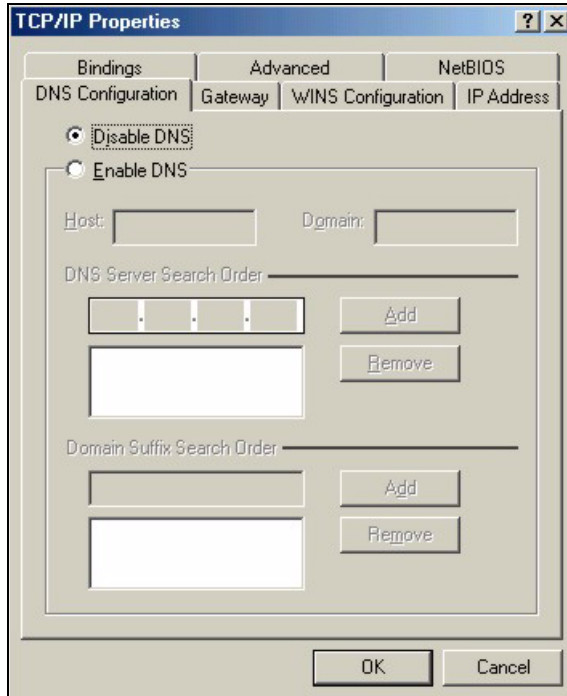 TCP/IP Properties ? ×
Bindings Advanced NetBIOS
DNS Configuration Gateway WINS Configuration IP Address
Disable DNS
Enable DNS
Host: Domain:
DNS Server Search Order
. . .
Add
Remove
Domain Suffix Search Order
Add
Remove
OK Cancel